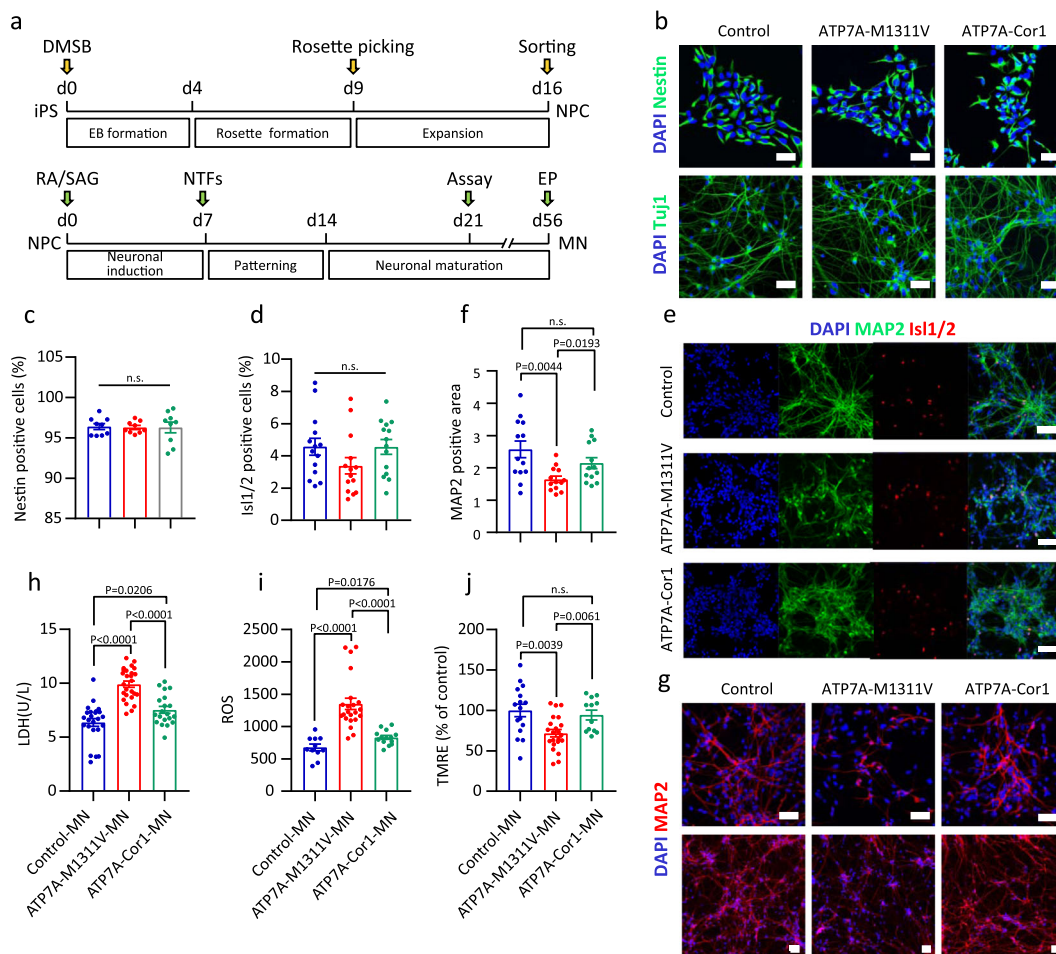 a
DMSB
Rosette picking
Sorting
d0
d4
d9
d16
iPS
NPC
EB formation
Rosette formation
Expansion
RA/SAG
NTFs
Assay
EP
d0
d7
d14
d21
d56
NPC
MN
Neuronal induction
Patterning
Neuronal maturation
b
Control
ATP7A-M1311V
ATP7A-Cor1
DAPI Nestin
DAPI Tuj1
c
Nestin positive cells (%)
105
100
95
90
85
n.s.
d
Isl1/2 positive cells (%)
10
8
6
4
2
0
n.s.
f
MAP2 positive area
5
4
3
2
1
0
n.s.
P=0.0193
P=0.0044
e
DAPI MAP2 Isl1/2
Control
ATP7A-M1311V
ATP7A-Cor1
h
LDH(U/L)
15
10
5
0
P=0.0206
P<0.0001
P<0.0001
Control-MN
ATP7A-M1311V-MN
ATP7A-Cor1-MN
i
ROS
2500
2000
1500
1000
500
0
P=0.0176
P<0.0001
P<0.0001
Control-MN
ATP7A-M1311V-MN
ATP7A-Cor1-MN
j
TMRE (% of control)
200
150
100
50
0
n.s.
P=0.0061
P=0.0039
Control-MN
ATP7A-M1311V-MN
ATP7A-Cor1-MN
g
Control
ATP7A-M1311V
ATP7A-Cor1
DAPI MAP2